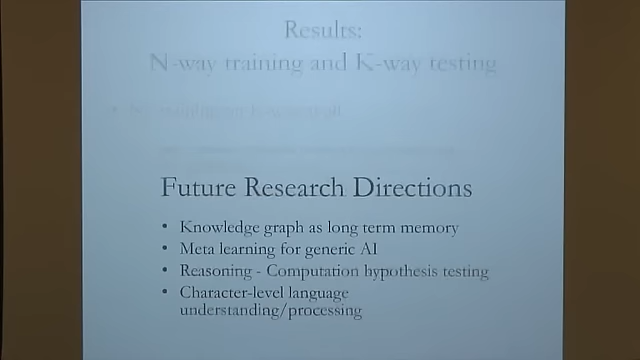 Results:
N-way training and K-way testing
Future Research Directions
• Knowledge graph as long term memory
• Meta learning for generic AI
• Reasoning - Computation hypothesis testing
• Character-level language
understanding/processing